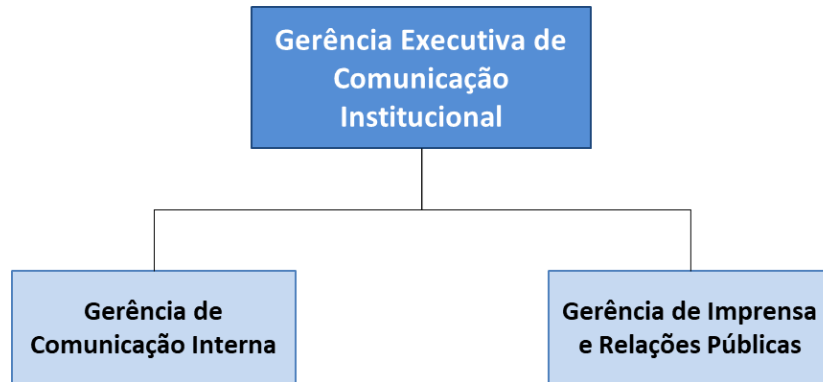 Gerência Executiva de
Comunicação
Institucional
Gerência de
Comunicação Interna
Gerência de Imprensa
e Relações Públicas